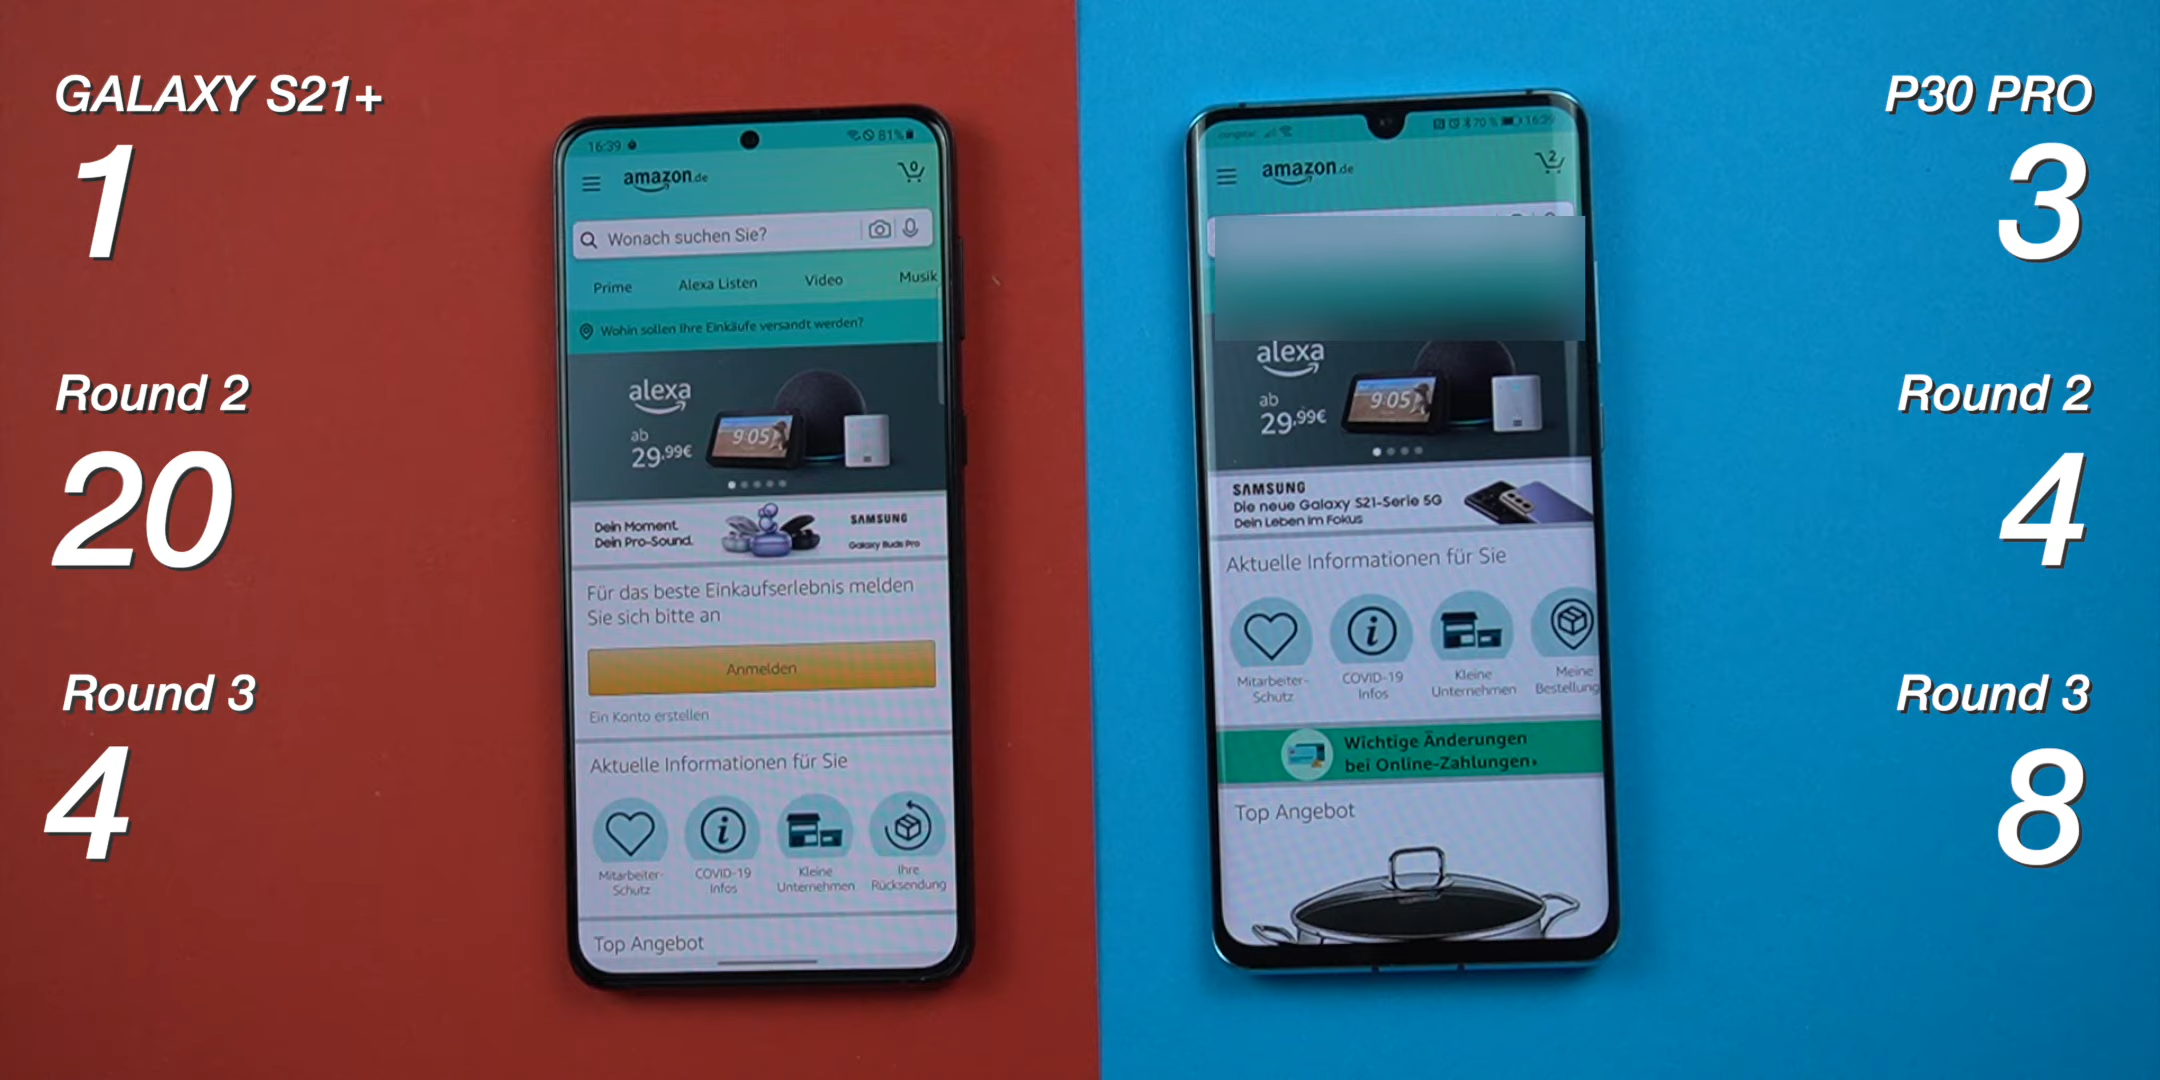 GALAXY S21+
1
Round 2
20
Round 3
4
16:39
81%
amazon.de
0
Wonach suchen Sie?
Prime Alexa Listen Video Musik
Wohin sollen Ihre Einkäufe versandt werden?
alexa
9:05
ab
29,99€
Dein Moment.
Dein Pro-Sound.
SAMSUNG
Galaxy Buds Pro
Für das beste Einkaufserlebnis melden
Sie sich bitte an
Anmelden
Ein Konto erstellen
Aktuelle Informationen für Sie
Mitarbeiter-
Schutz
COVID-19
Infos
Kleine
Unternehmen
Ihre
Rücksendung
Top Angebot
70 % 16:39
amazon.de
2
alexa
9:05
ab
29,99€
SAMSUNG
Die neue Galaxy S21-Serie 5G
Dein Leben im Fokus
Aktuelle Informationen für Sie
Mitarbeiter-
Schutz
COVID-19
Infos
Kleine
Unternehmen
Meine
Bestellung
Wichtige Änderungen
bei Online-Zahlungen›
Top Angebot
P30 PRO
3
Round 2
4
Round 3
8